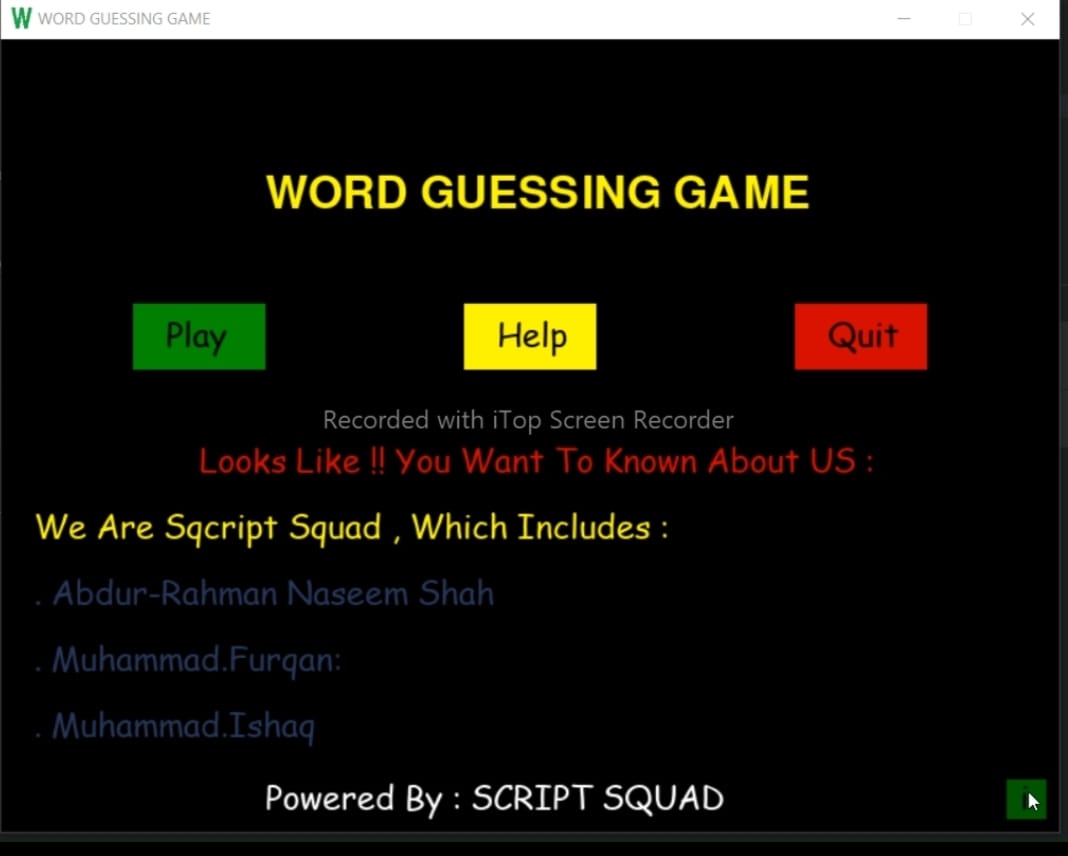 W WORD GUESSING GAME
WORD GUESSING GAME
Play Help Quit
Recorded with iTop Screen Recorder
Looks Like !! You Want To Known About US :
We Are Sqcript Squad , Which Includes :
. Abdur-Rahman Naseem Shah
. Muhammad.Furqan:
. Muhammad.Ishaq
Powered By : SCRIPT SQUAD